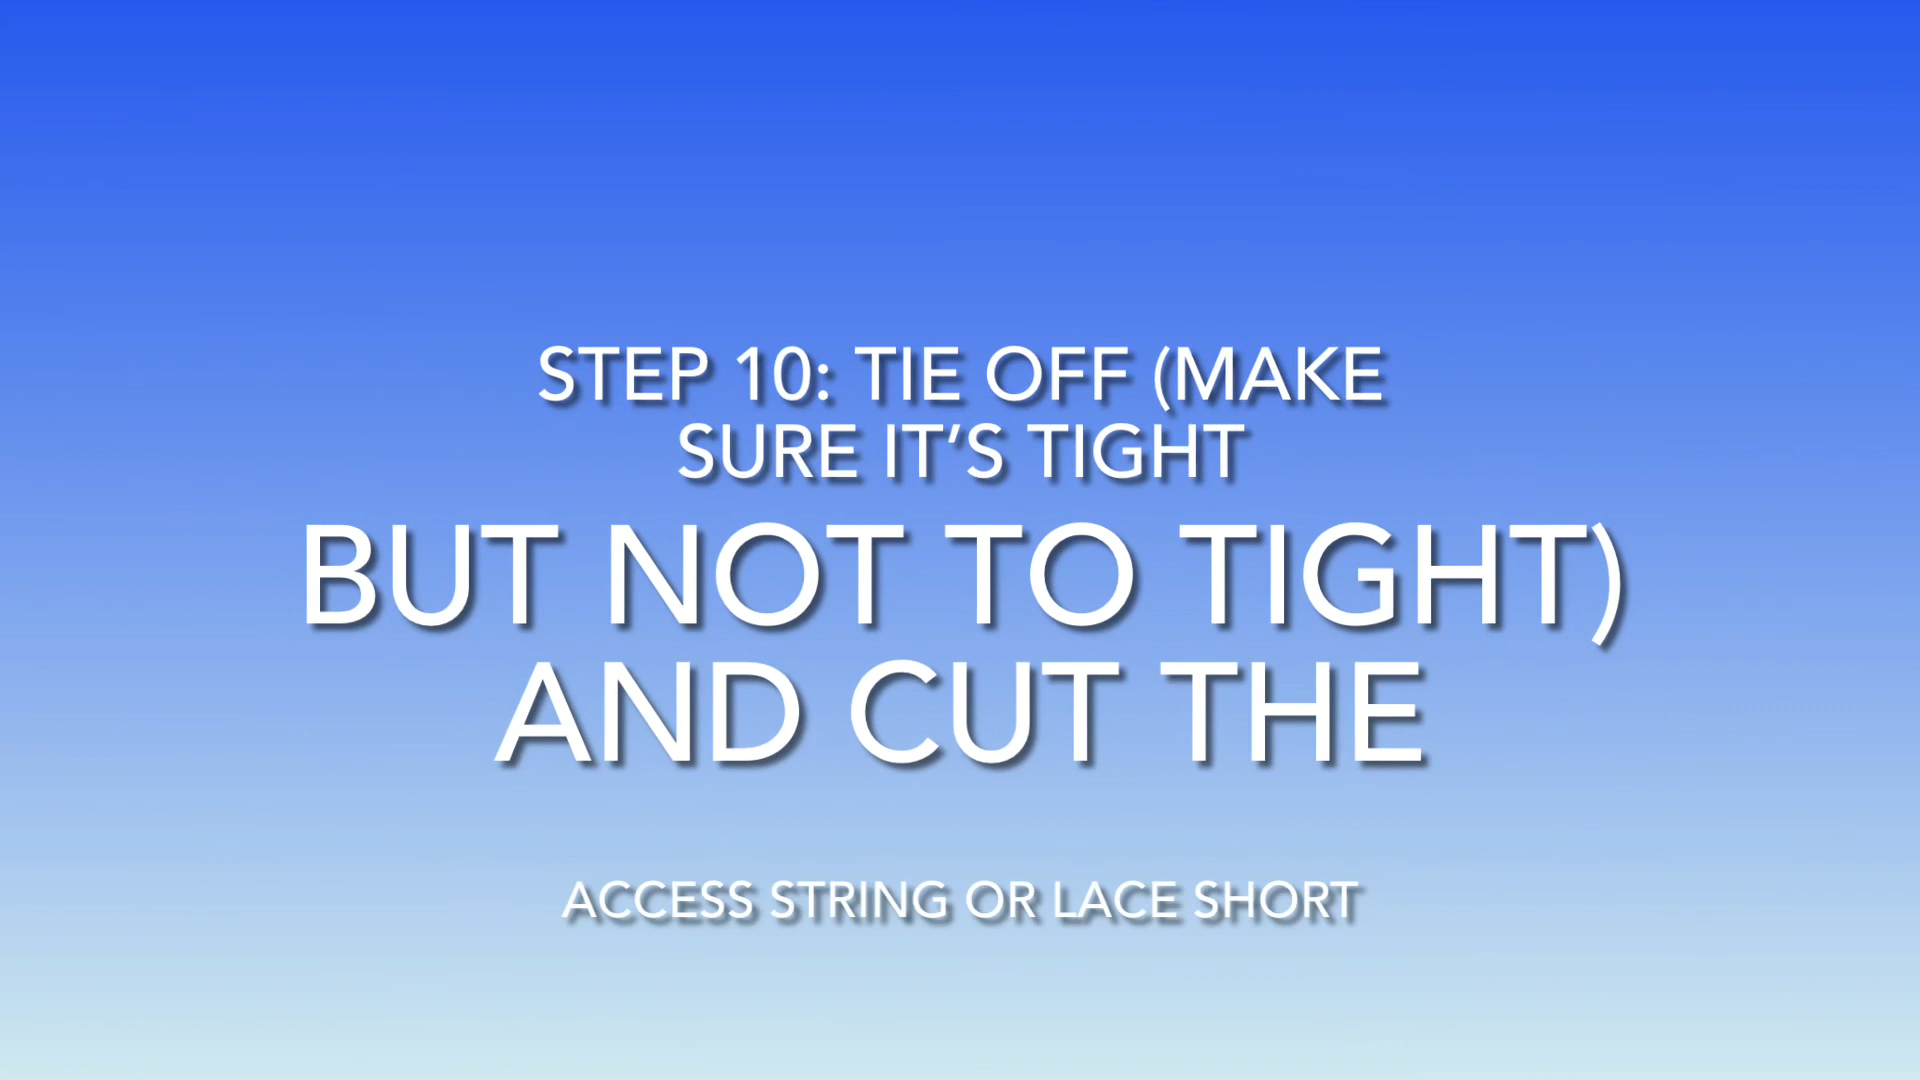 STEP 10: TIE OFF (MAKE
SURE IT’S TIGHT
BUT NOT TO TIGHT)
AND CUT THE
ACCESS STRING OR LACE SHORT